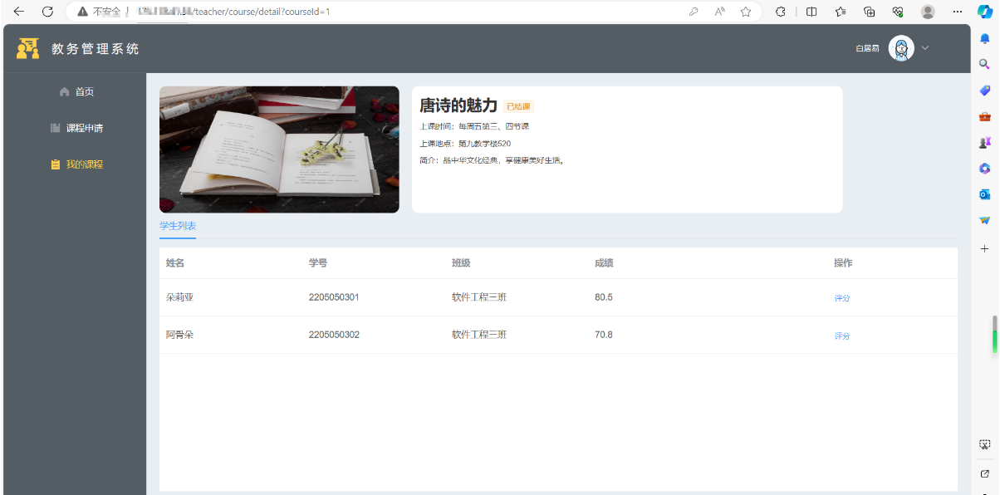 不安全 /teacher/course/detail?courseId=1
教务管理系统
白居易
首页
课程申请
我的课程
唐诗的魅力 已结课
上课时间：每周五第三、四节课
上课地点：第九教学楼520
简介：品中华文化经典，享健康美好生活。
学生列表
姓名 学号 班级 成绩 操作
朵莉亚 2205050301 软件工程三班 80.5 评分
阿骨朵 2205050302 软件工程三班 70.8 评分